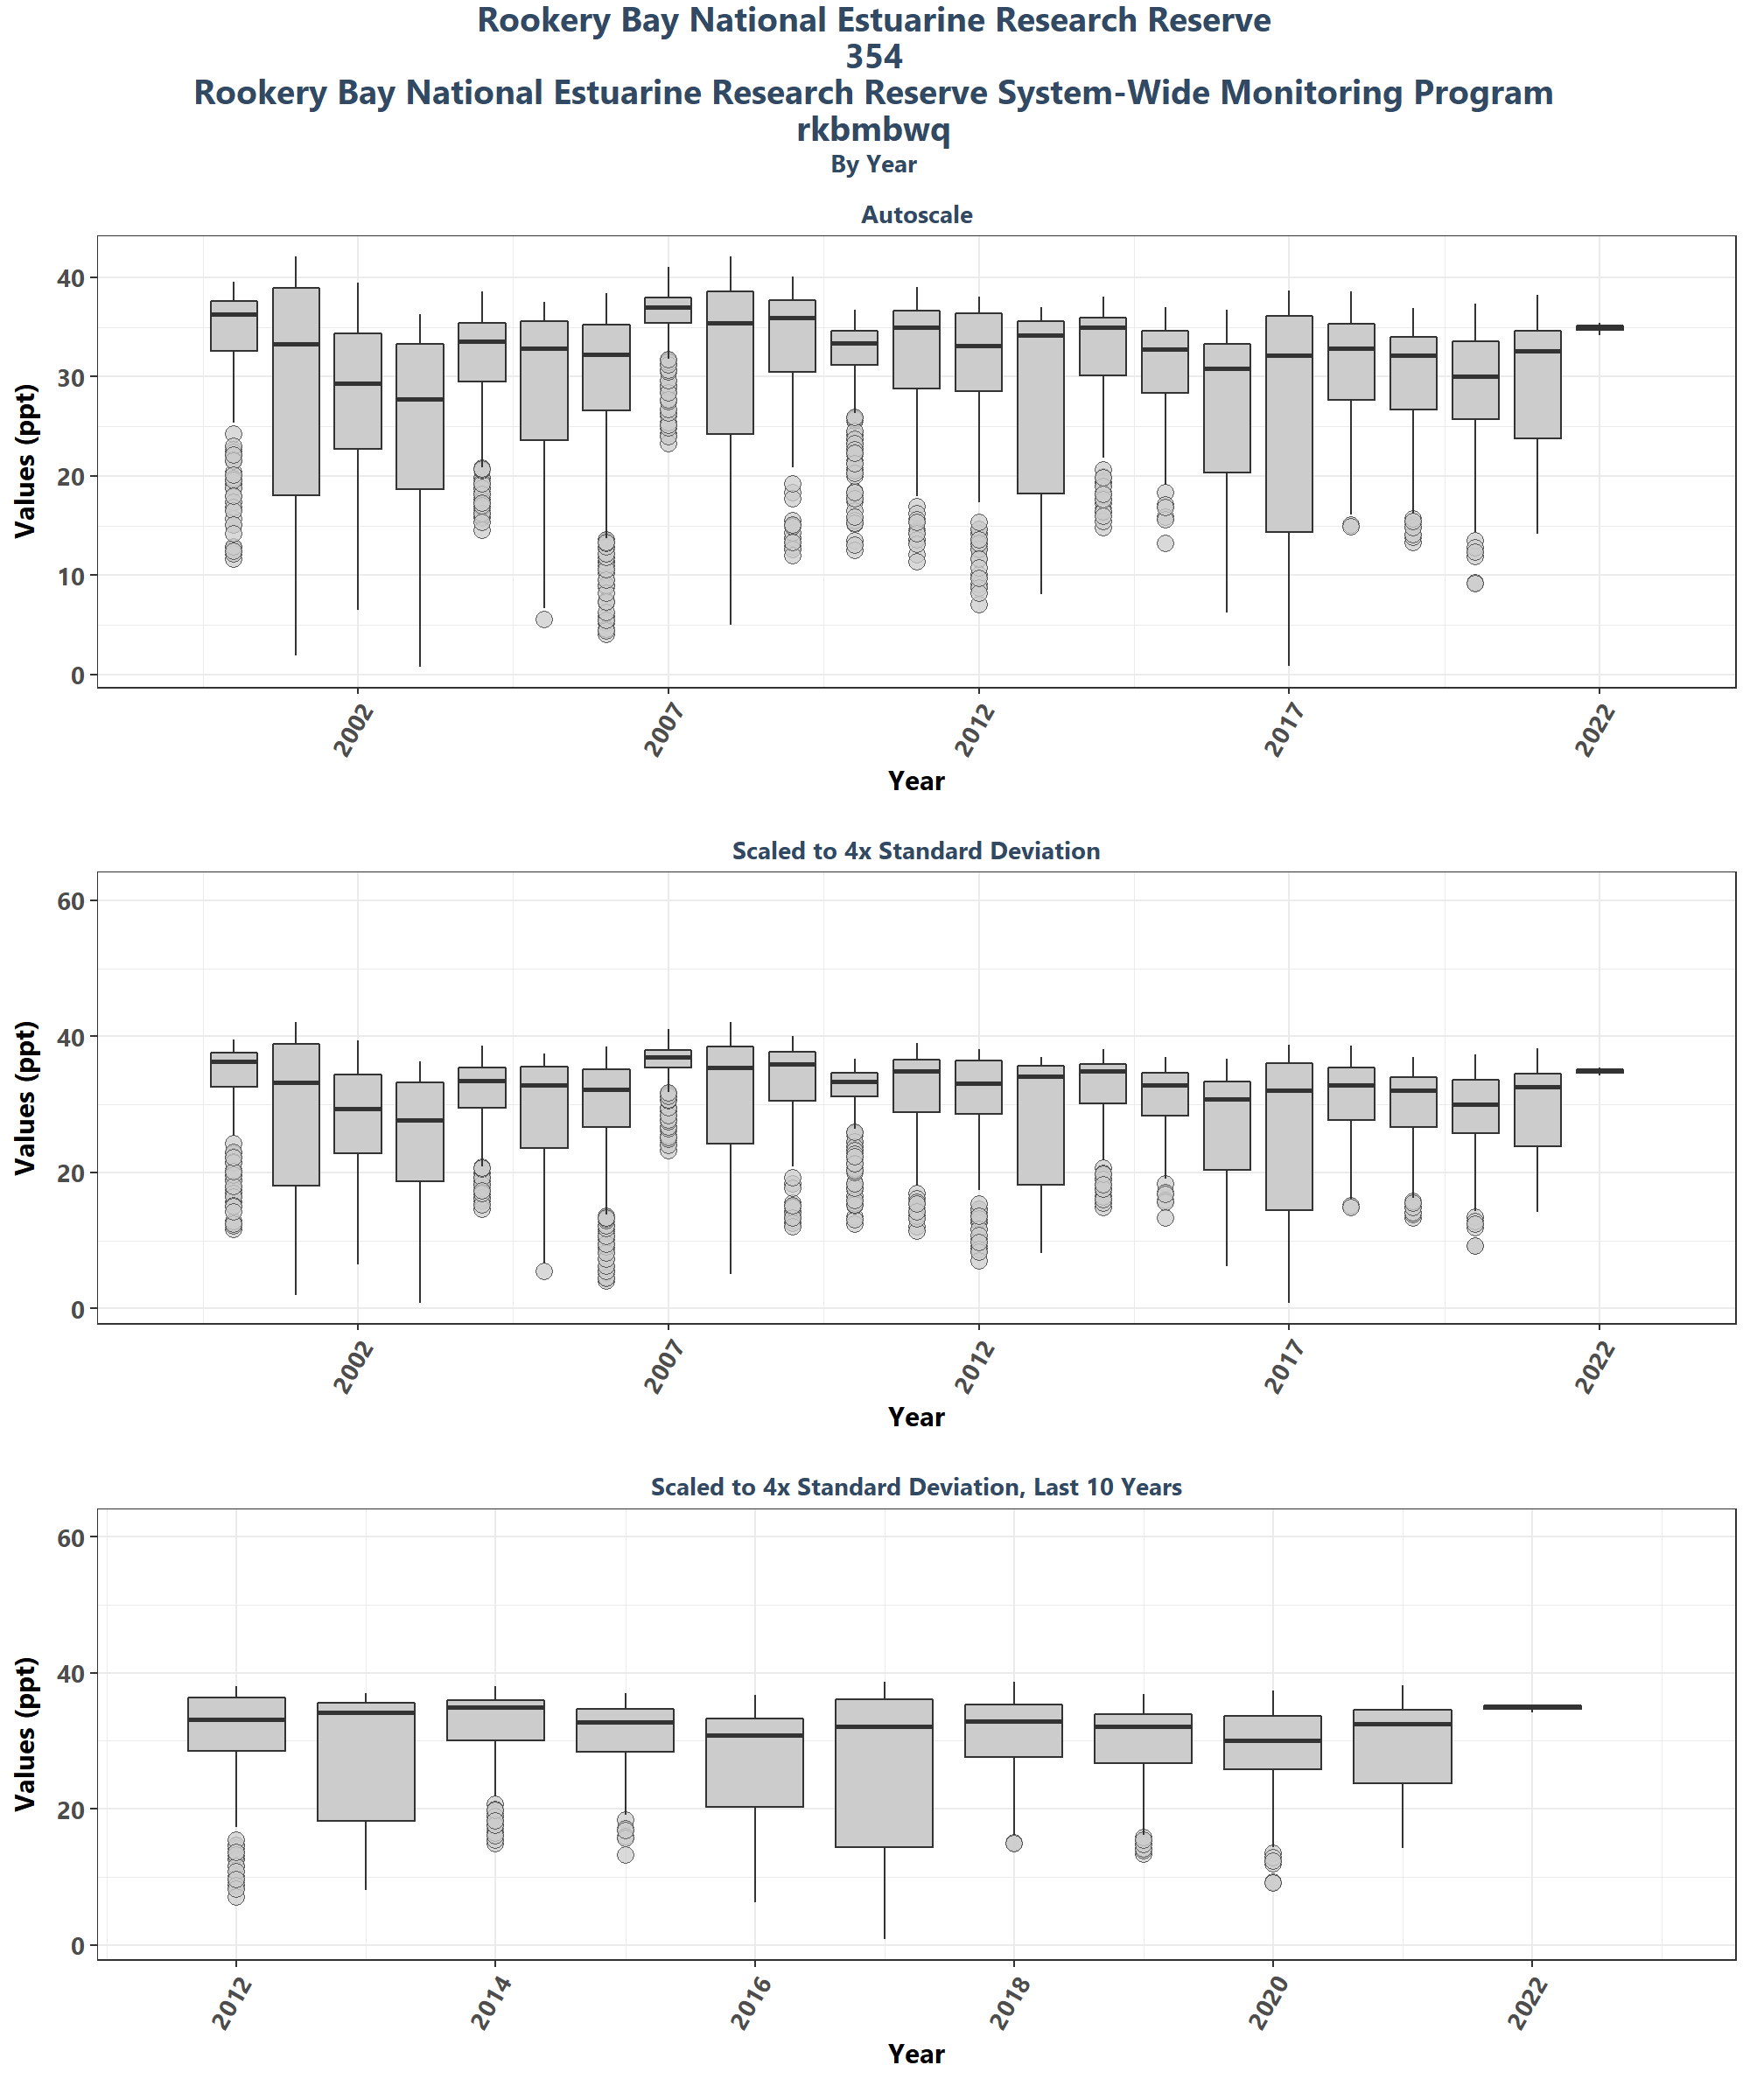 Rookery Bay National Estuarine Research Reserve
354
Rookery Bay National Estuarine Research Reserve System-Wide Monitoring Program
rkbmbwq
By Year
Autoscale
Values (ppt)
40
30
20
10
0
2002 2007 2012 2017 2022
Year
Scaled to 4x Standard Deviation
Values (ppt)
60
40
20
0
2002 2007 2012 2017 2022
Year
Scaled to 4x Standard Deviation, Last 10 Years
Values (ppt)
60
40
20
0
2012 2014 2016 2018 2020 2022
Year